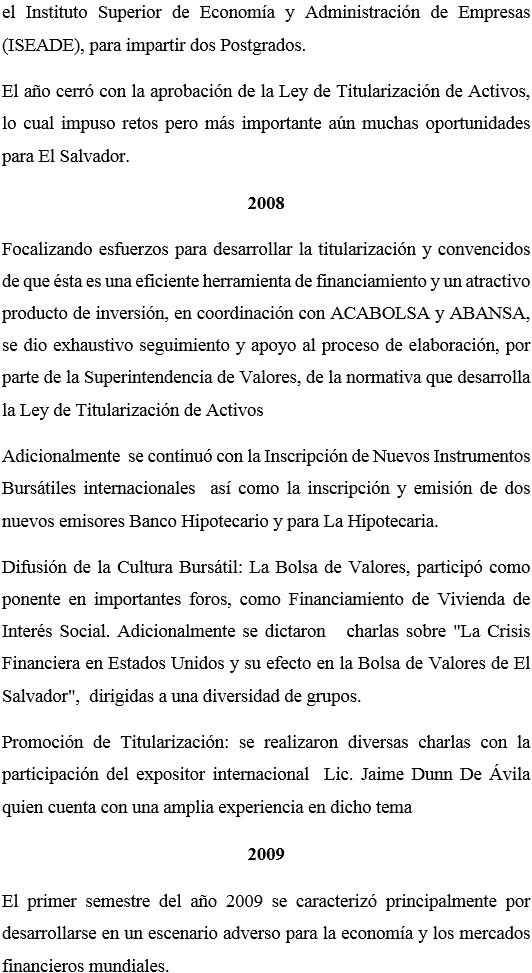 el Instituto Superior de Economía y Administración de Empresas
(ISEADE), para impartir dos Postgrados.
El año cerró con la aprobación de la Ley de Titularización de Activos,
lo cual impuso retos pero más importante aún muchas oportunidades
para El Salvador.
2008
Focalizando esfuerzos para desarrollar la titularización y convencidos
de que ésta es una eficiente herramienta de financiamiento y un atractivo
producto de inversión, en coordinación con ACABOLSA y ABANSA,
se dio exhaustivo seguimiento y apoyo al proceso de elaboración, por
parte de la Superintendencia de Valores, de la normativa que desarrolla
la Ley de Titularización de Activos
Adicionalmente se continuó con la Inscripción de Nuevos Instrumentos
Bursátiles internacionales así como la inscripción y emisión de dos
nuevos emisores Banco Hipotecario y para La Hipotecaria.
Difusión de la Cultura Bursátil: La Bolsa de Valores, participó como
ponente en importantes foros, como Financiamiento de Vivienda de
Interés Social. Adicionalmente se dictaron charlas sobre "La Crisis
Financiera en Estados Unidos y su efecto en la Bolsa de Valores de El
Salvador", dirigidas a una diversidad de grupos.
Promoción de Titularización: se realizaron diversas charlas con la
participación del expositor internacional Lic. Jaime Dunn De Ávila
quien cuenta con una amplia experiencia en dicho tema
2009
El primer semestre del año 2009 se caracterizó principalmente por
desarrollarse en un escenario adverso para la economía y los mercados
financieros mundiales.